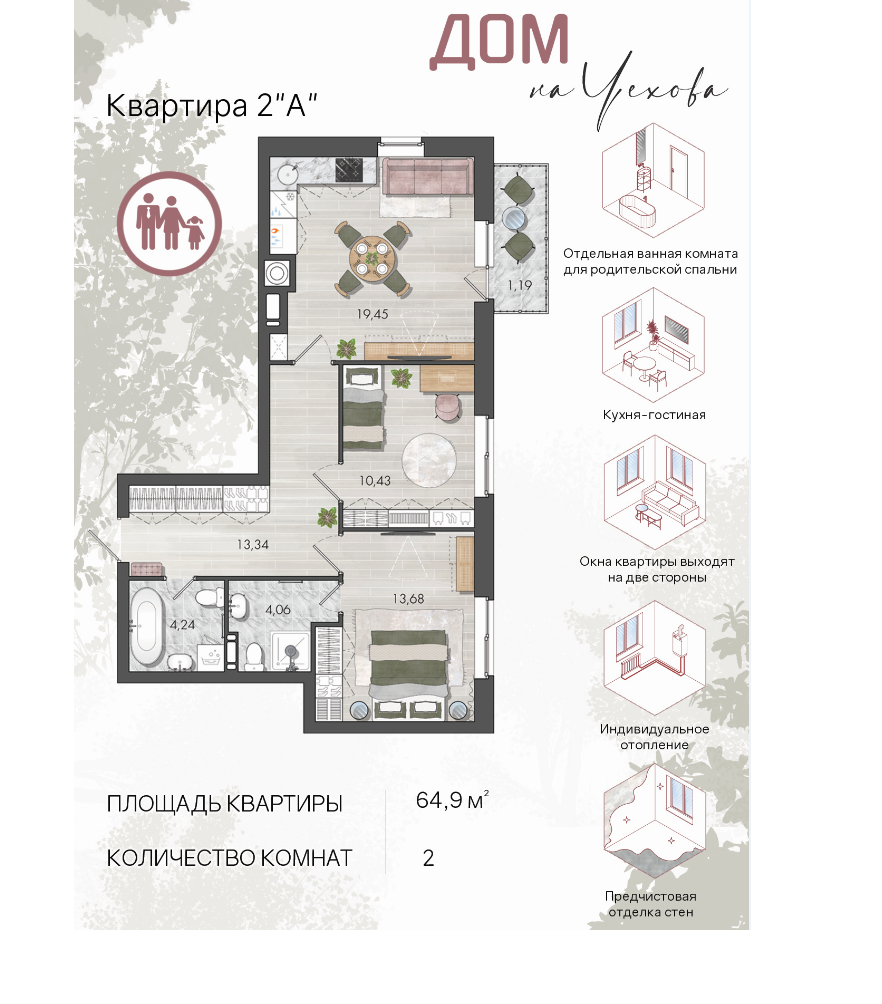 ДОМ
на Чехова
Квартира 2"А"
Отдельная ванная комната
для родительской спальни
1,19
19,45
Кухня-гостиная
10,43
13,34
Окна квартиры выходят
на две стороны
13,68
4,06
4,24
Индивидуальное
отопление
ПЛОЩАДЬ КВАРТИРЫ
64,9 м²
КОЛИЧЕСТВО КОМНАТ
2
Предчистовая
отделка стен